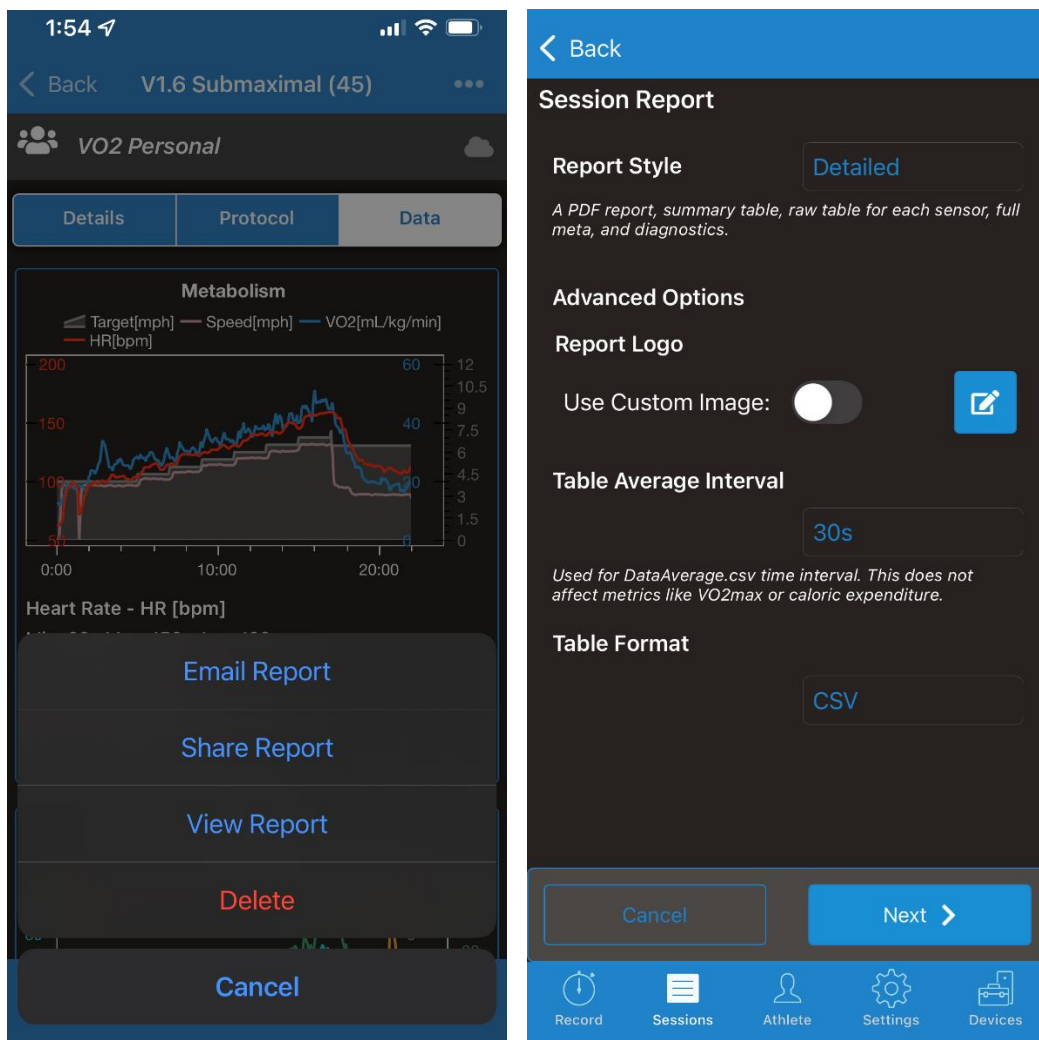 1:54
Back V1.6 Submaximal (45)
VO2 Personal
Details Protocol Data
Metabolism
Target[mph] Speed[mph] VO2[mL/kg/min]
HR[bpm]
200 60 12
10.5
9
150 40 7.5
6
100 20 4.5
3
1.5
50 0 0
0:00 10:00 20:00
Heart Rate - HR [bpm]
Email Report
Share Report
View Report
Delete
Cancel
Back
Session Report
Report Style Detailed
A PDF report, summary table, raw table for each sensor, full
meta, and diagnostics.
Advanced Options
Report Logo
Use Custom Image:
Table Average Interval
30s
Used for DataAverage.csv time interval. This does not
affect metrics like VO2max or caloric expenditure.
Table Format
CSV
Cancel Next
Record Sessions Athlete Settings Devices